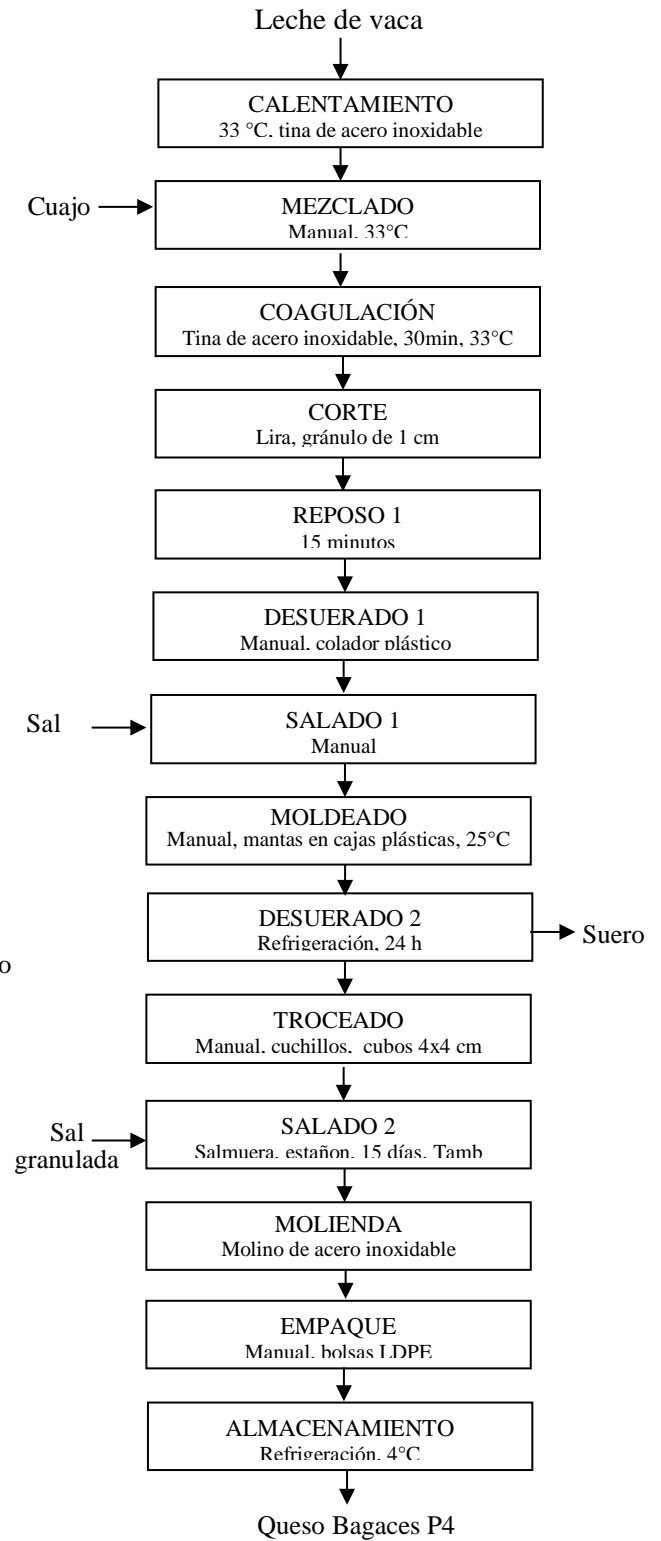 Leche de vaca
CALENTAMIENTO
33 °C, tina de acero inoxidable
Cuajo
MEZCLADO
Manual, 33°C
COAGULACIÓN
Tina de acero inoxidable, 30min, 33°C
CORTE
Lira, gránulo de 1 cm
REPOSO 1
15 minutos
DESUERADO 1
Manual, colador plástico
Sal
SALADO 1
Manual
MOLDEADO
Manual, mantas en cajas plásticas, 25°C
DESUERADO 2
Refrigeración, 24 h
Suero
o
TROCEADO
Manual, cuchillos, cubos 4x4 cm
Sal
granulada
SALADO 2
Salmuera, estañon, 15 días, Tamb
MOLIENDA
Molino de acero inoxidable
EMPAQUE
Manual, bolsas LDPE
ALMACENAMIENTO
Refrigeración, 4°C
Queso Bagaces P4